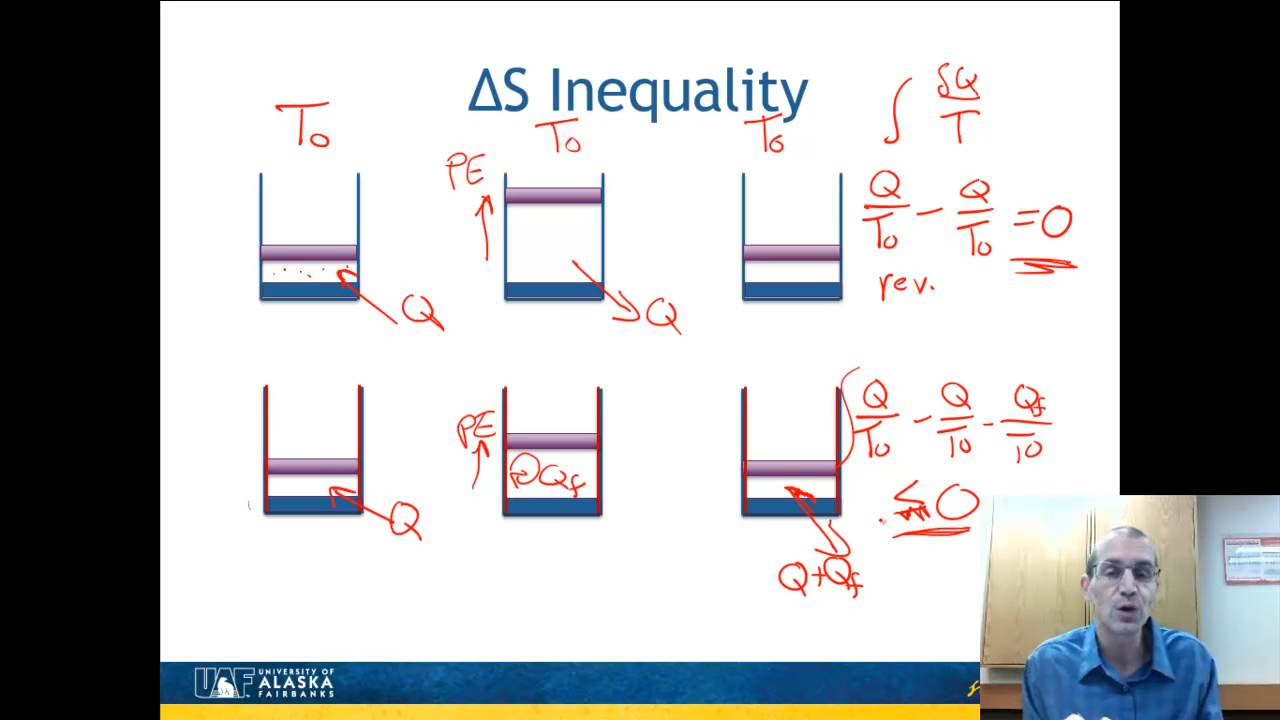 ΔS Inequality
T₀ T₀ T₀
∫ δQ/T
PE
Q/T₀ − Q/T₀ = 0
rev.
Q Q
PE
Q/T₀ − Q/T₀ − Qf/T₀
Qf
< 0
Q
Q+Qf
UAF UNIVERSITY OF
ALASKA
FAIRBANKS